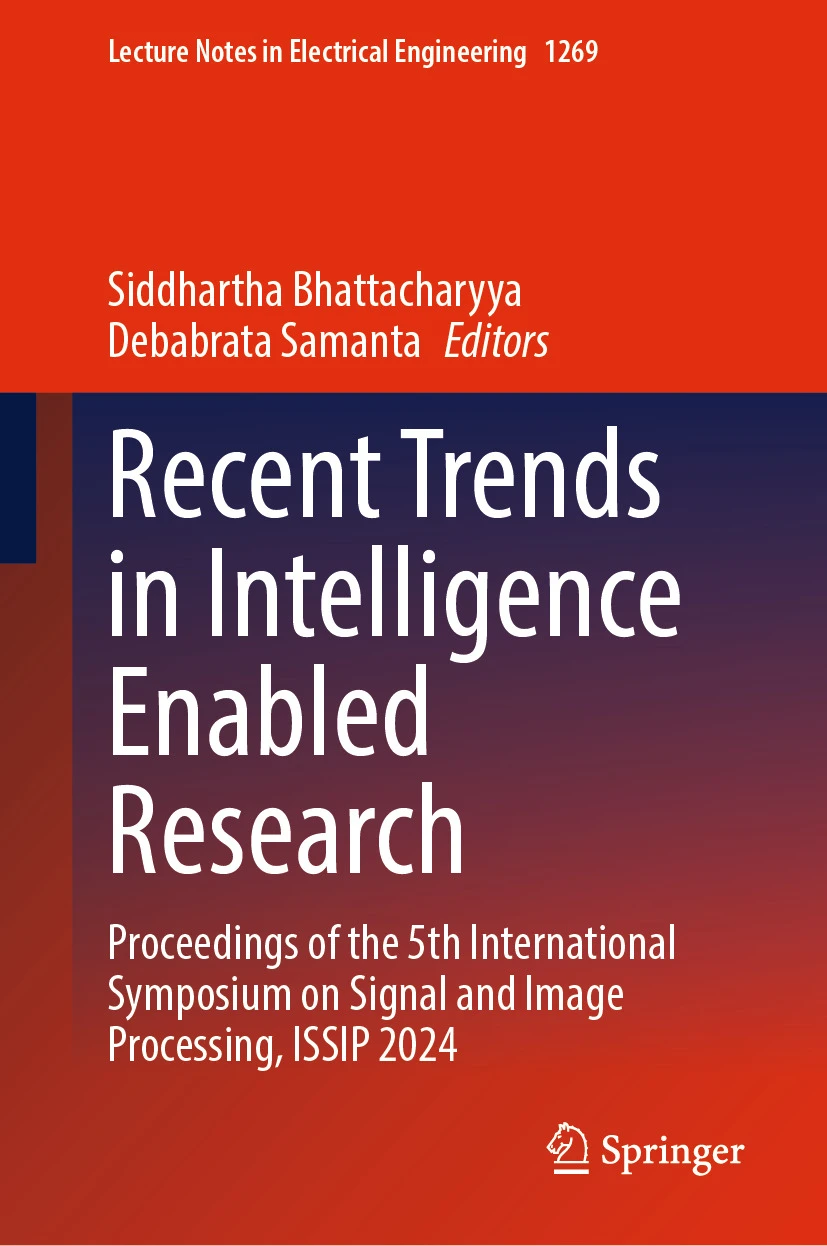 Lecture Notes in Electrical Engineering 1269
Siddhartha Bhattacharyya
Debabrata Samanta Editors
Recent Trends
in Intelligence
Enabled
Research
Proceedings of the 5th International
Symposium on Signal and Image
Processing, ISSIP 2024
Springer